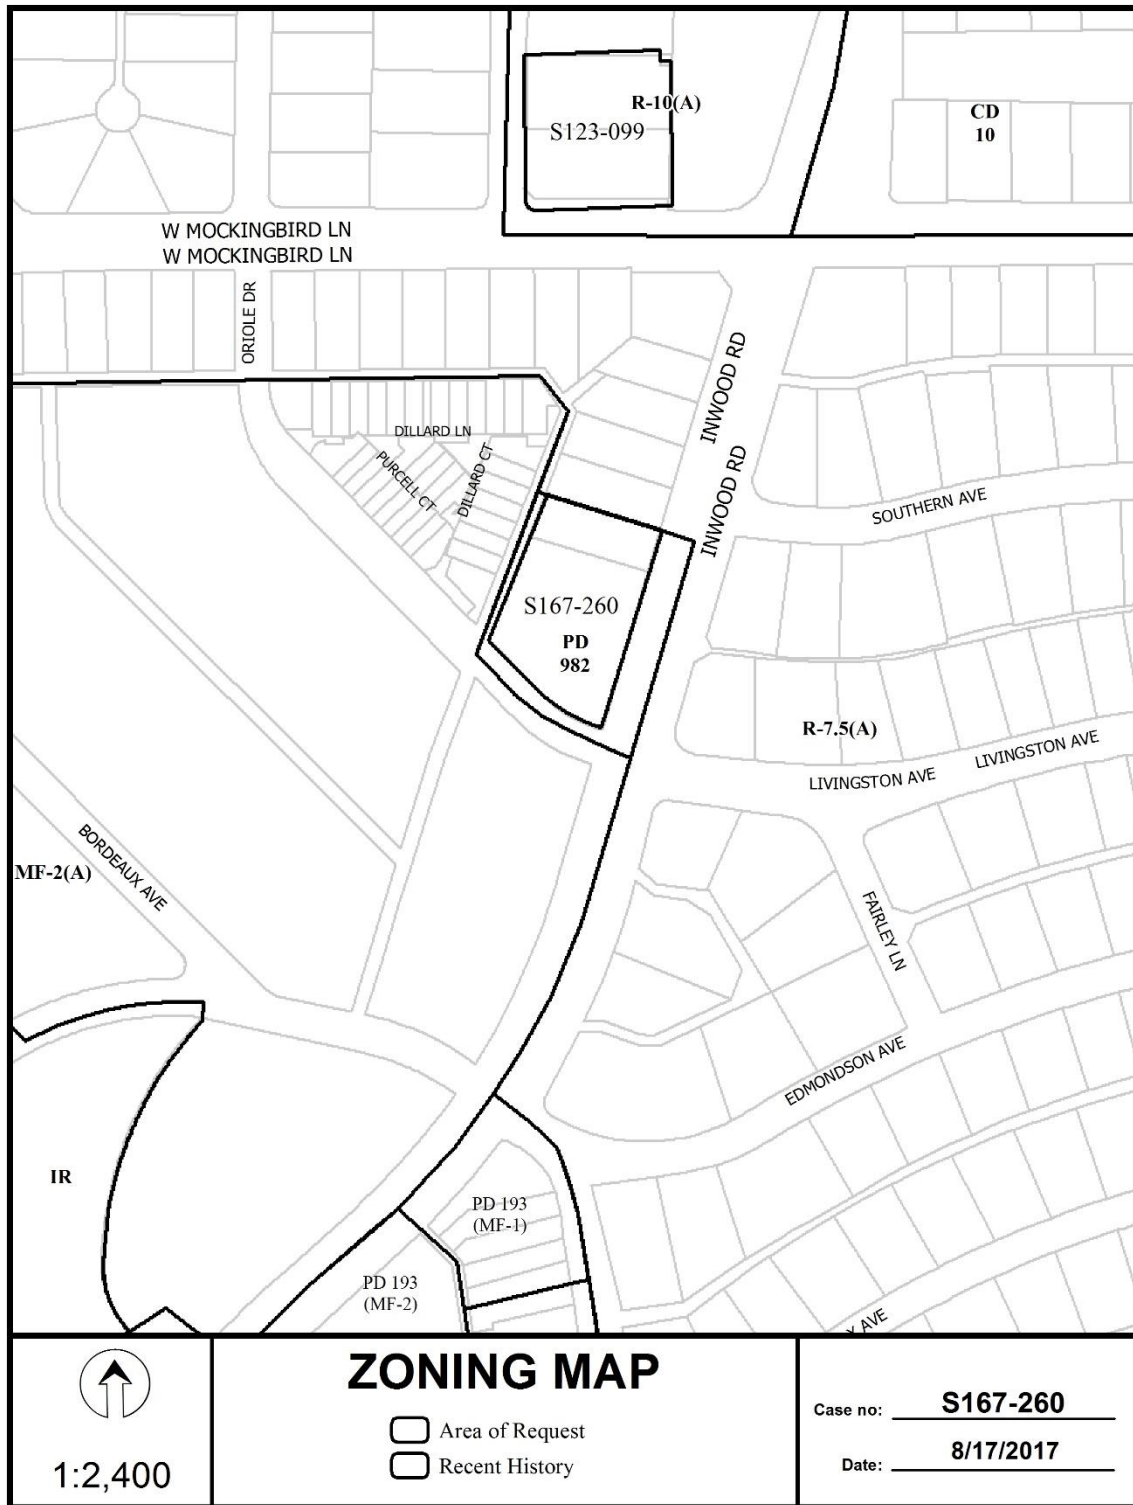 R-10(A)
S123-099
CD
10
W MOCKINGBIRD LN
W MOCKINGBIRD LN
ORIOLE DR
INWOOD RD
DILLARD LN
PURCELL CT
DILLARD CT
INWOOD RD
SOUTHERN AVE
S167-260
PD
982
R-7.5(A)
LIVINGSTON AVE
LIVINGSTON AVE
BORDEAUX AVE
MF-2(A)
FAIRLEY LN
EDMONDSON AVE
IR
PD 193
(MF-1)
PD 193
(MF-2)
AVE
1:2,400
ZONING MAP
Area of Request
Recent History
Case no: S167-260
Date: 8/17/2017